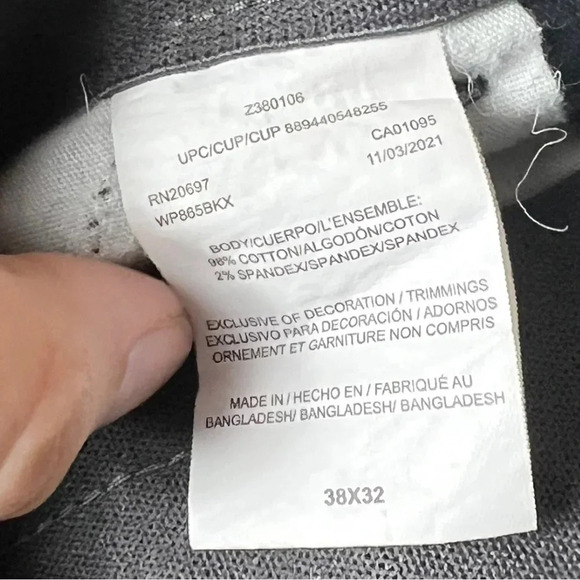 Z380106
UPC/CUP/CUP 889440548255
RN20697 CA01095
WP865BKX 11/03/2021
BODY/CUERPO/L'ENSEMBLE:
98% COTTON/ALGODÓN/COTON
2% SPANDEX/SPANDEX/SPANDEX
EXCLUSIVE OF DECORATION / TRIMMINGS
EXCLUSIVO PARA DECORACIÓN / ADORNOS
ORNEMENT ET GARNITURE NON COMPRIS
MADE IN / HECHO EN / FABRIQUÉ AU
BANGLADESH/ BANGLADESH/ BANGLADESH
38X32